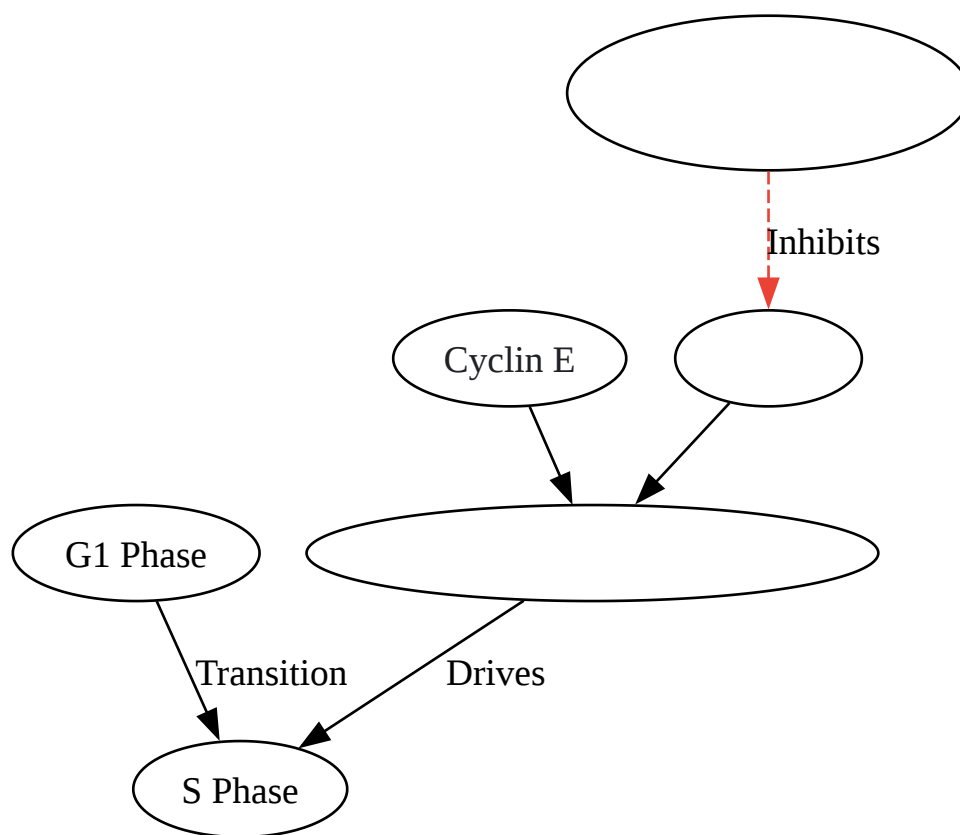 Inhibits
Cyclin E
G1 Phase
Transition
Drives
S Phase